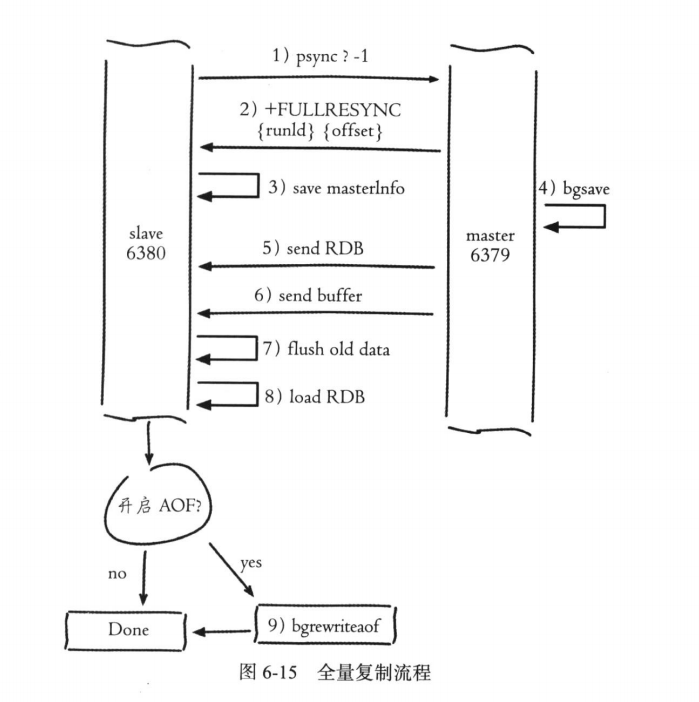 1) psync ? -1
2) +FULLRESYNC
{runId} {offset}
3) save masterInfo
4) bgsave
slave
6380
master
6379
5) send RDB
6) send buffer
7) flush old data
8) load RDB
开启 AOF?
no
yes
Done
9) bgrewriteaof
图 6-15 全量复制流程